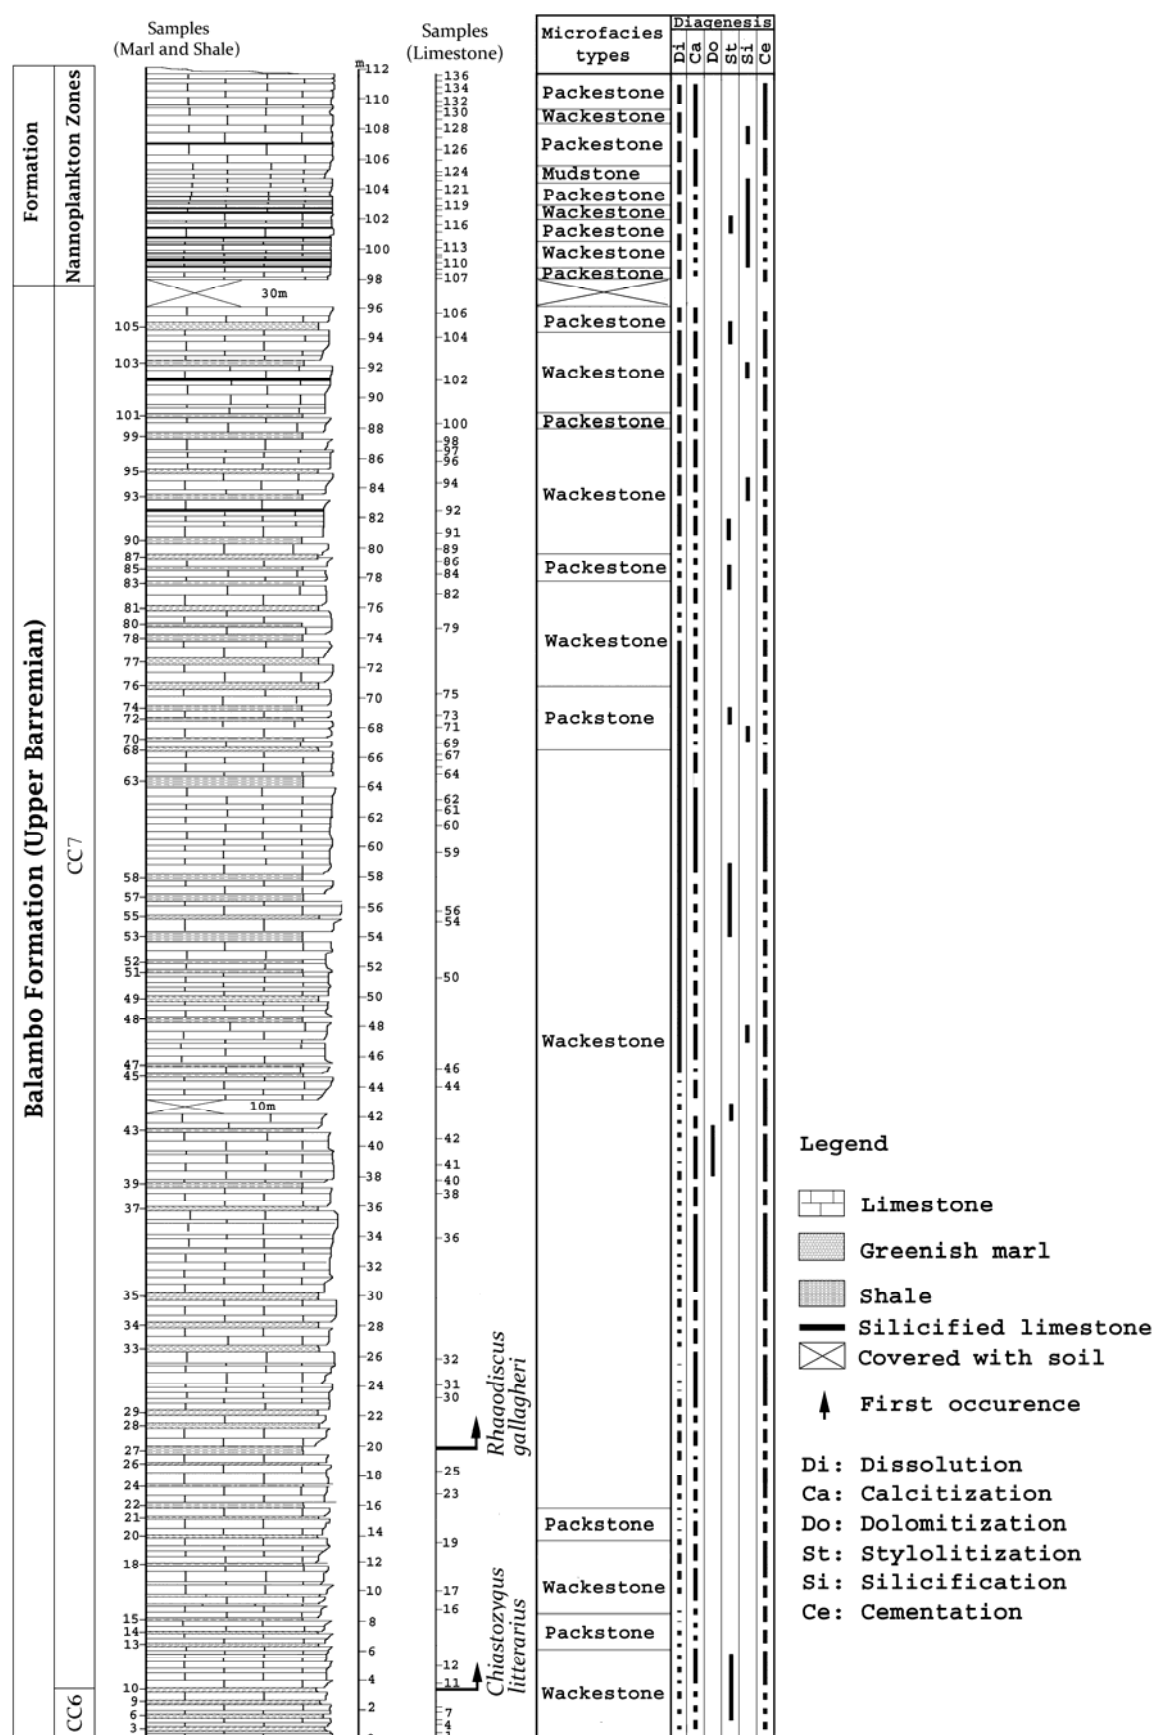 Samples
(Marl and Shale)
Samples
(Limestone)
Microfacies
types
Diagenesis
Di
Ca
Do
St
Si
Ce
Formation
Nannoplankton Zones
Balambo Formation (Upper Barremian)
CC7
CC6
105
103
101
99
95
93
90
87
85
83
81
80
78
77
76
74
72
70
68
63
58
57
55
53
52
51
49
48
47
45
43
39
37
35
34
33
29
28
27
26
24
22
21
20
18
15
14
13
10
9
6
3
30m
10m
m
112
110
108
106
104
102
100
98
96
94
92
90
88
86
84
82
80
78
76
74
72
70
68
66
64
62
60
58
56
54
52
50
48
46
44
42
40
38
36
34
32
30
28
26
24
22
20
18
16
14
12
10
8
6
4
2
136
134
132
130
128
126
124
121
119
116
113
110
107
106
104
102
100
98
97
96
94
92
91
89
86
84
82
79
75
73
71
69
67
64
62
61
60
59
56
54
50
46
44
42
41
40
38
36
32
31
30
25
23
19
17
16
12
11
7
4
Rhagodiscus
gallagheri
Chiastozygus
litterarius
Packestone
Wackestone
Packestone
Mudstone
Packestone
Wackestone
Packestone
Wackestone
Packestone
Packestone
Wackestone
Packestone
Wackestone
Packestone
Wackestone
Packstone
Wackestone
Packstone
Wackestone
Packstone
Wackestone
Legend
Limestone
Greenish marl
Shale
Silicified limestone
Covered with soil
First occurence
Di: Dissolution
Ca: Calcitization
Do: Dolomitization
St: Stylolitization
Si: Silicification
Ce: Cementation